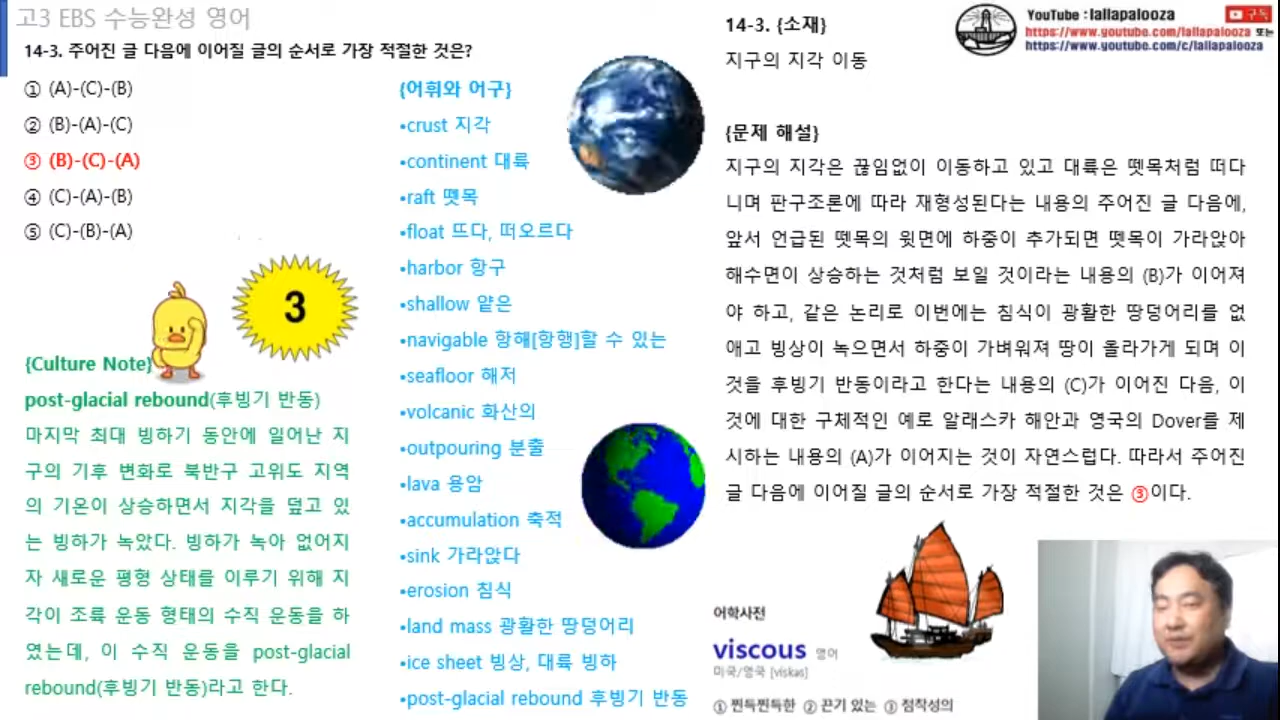 고3 EBS 수능완성 영어
14-3. 주어진 글 다음에 이어질 글의 순서로 가장 적절한 것은?
① (A)-(C)-(B)
② (B)-(A)-(C)
③ (B)-(C)-(A)
④ (C)-(A)-(B)
⑤ (C)-(B)-(A)
3
{Culture Note}
post-glacial rebound(후빙기 반동)
마지막 최대 빙하기 동안에 일어난 지
구의 기후 변화로 북반구 고위도 지역
의 기온이 상승하면서 지각을 덮고 있
는 빙하가 녹았다. 빙하가 녹아 없어지
자 새로운 평형 상태를 이루기 위해 지
각이 조륙 운동 형태의 수직 운동을 하
였는데, 이 수직 운동을 post-glacial
rebound(후빙기 반동)라고 한다.
{어휘와 어구}
•crust 지각
•continent 대륙
•raft 뗏목
•float 뜨다, 떠오르다
•harbor 항구
•shallow 얕은
•navigable 항해[항행]할 수 있는
•seafloor 해저
•volcanic 화산의
•outpouring 분출
•lava 용암
•accumulation 축적
•sink 가라앉다
•erosion 침식
•land mass 광활한 땅덩어리
•ice sheet 빙상, 대륙 빙하
•post-glacial rebound 후빙기 반동
14-3. {소재}
지구의 지각 이동
{문제 해설}
지구의 지각은 끊임없이 이동하고 있고 대륙은 뗏목처럼 떠다
니며 판구조론에 따라 재형성된다는 내용의 주어진 글 다음에,
앞서 언급된 뗏목의 윗면에 하중이 추가되면 뗏목이 가라앉아
해수면이 상승하는 것처럼 보일 것이라는 내용의 (B)가 이어져
야 하고, 같은 논리로 이번에는 침식이 광활한 땅덩어리를 없
애고 빙상이 녹으면서 하중이 가벼워져 땅이 올라가게 되며 이
것을 후빙기 반동이라고 한다는 내용의 (C)가 이어진 다음, 이
것에 대한 구체적인 예로 알래스카 해안과 영국의 Dover를 제
시하는 내용의 (A)가 이어지는 것이 자연스럽다. 따라서 주어진
글 다음에 이어질 글의 순서로 가장 적절한 것은 ③이다.
어학사전
viscous 영어
미국/영국 [viskəs]
① 찐득찐득한 ② 끈기 있는 ③ 점착성의
YouTube : lallapalooza
구독
https://www.youtube.com/lallapalooza 또는
https://www.youtube.com/c/lallapalooza